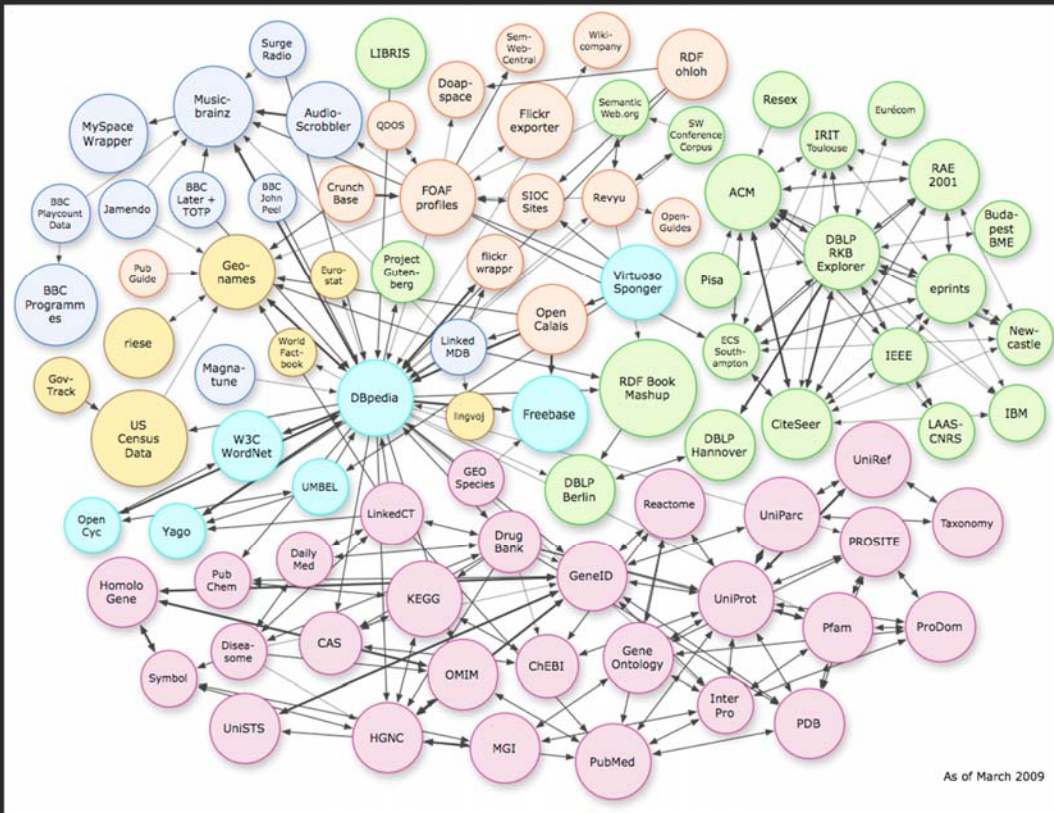 Surge
Radio
LIBRIS
Sem-
Web-
Central
Wiki-
company
RDF
ohloh
Music-
brainz
Audio-
Scrobbler
MySpace
Wrapper
QDOS
Doap-
space
Flickr
exporter
Semantic
Web.org
SW
Conference
Corpus
Resex
IRIT
Toulouse
Eurécom
RAE
2001
ACM
BBC
Playcount
Data
Jamendo
BBC
Later +
TOTP
BBC
John
Peel
Crunch
Base
FOAF
profiles
SIOC
Sites
Revyu
Open-
Guides
DBLP
RKB
Explorer
Buda-
pest
BME
Pub
Guide
Geo-
names
Euro-
stat
Project
Guten-
berg
flickr
wrappr
Virtuoso
Sponger
Pisa
eprints
BBC
Programm
es
riese
World
Fact-
book
Linked
MDB
Open
Calais
ECS
South-
ampton
IEEE
New-
castle
Gov-
Track
Magna-
tune
DBpedia
RDF Book
Mashup
US
Census
Data
W3C
WordNet
lingvoj
Freebase
DBLP
Hannover
CiteSeer
LAAS-
CNRS
IBM
UniRef
Open
Cyc
Yago
UMBEL
GEO
Species
DBLP
Berlin
Reactome
LinkedCT
UniParc
Taxonomy
Drug
Bank
PROSITE
Daily
Med
Homolo
Gene
Pub
Chem
KEGG
GeneID
UniProt
Pfam
ProDom
Disea-
some
CAS
ChEBI
Gene
Ontology
Symbol
OMIM
Inter
Pro
PDB
UniSTS
HGNC
MGI
PubMed
As of March 2009